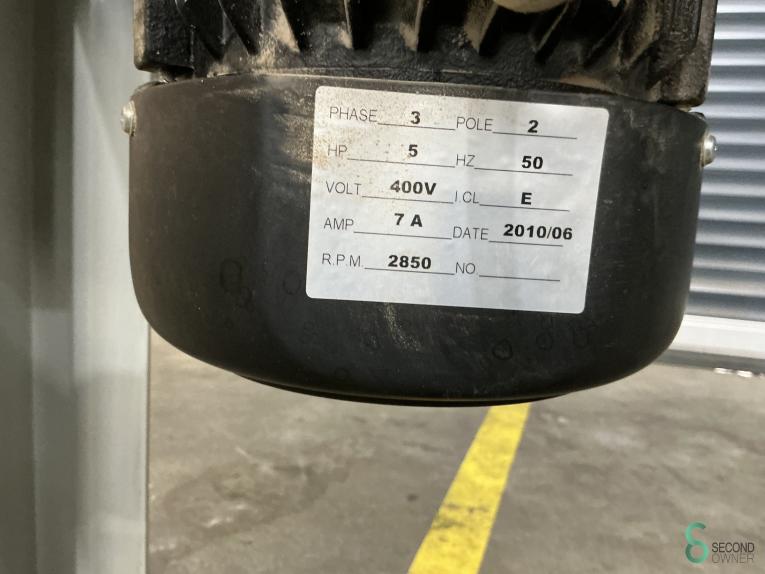 PHASE 3 POLE 2
HP 5 HZ 50
VOLT 400V I.CL E
AMP 7 A DATE 2010/06
R.P.M. 2850 NO.
SECOND
OWNER